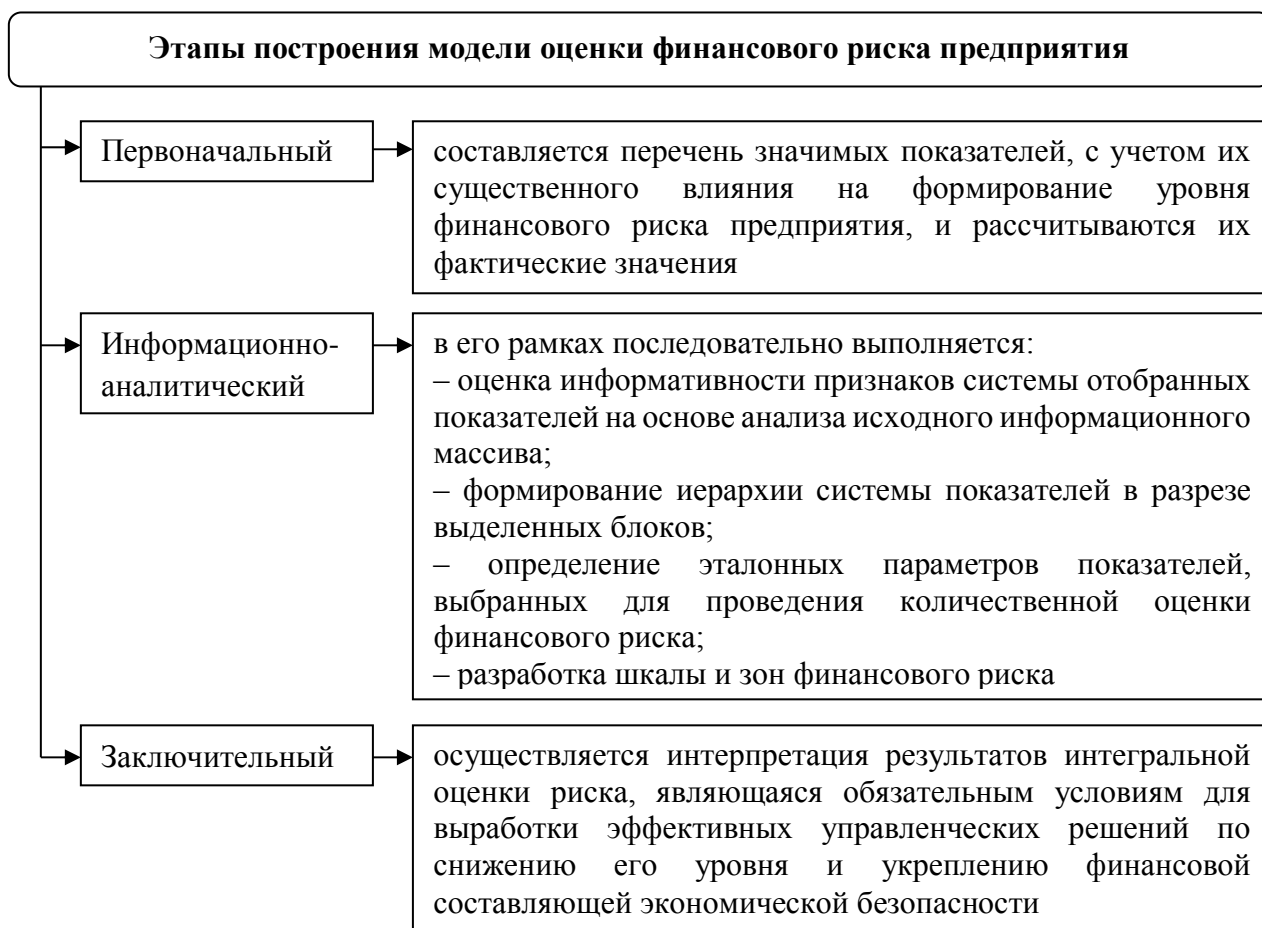 Этапы построения модели оценки финансового риска предприятия
Первоначальный
составляется перечень значимых показателей, с учетом их
существенного влияния на формирование уровня
финансового риска предприятия, и рассчитываются их
фактические значения
Информационно-
аналитический
в его рамках последовательно выполняется:
– оценка информативности признаков системы отобранных
показателей на основе анализа исходного информационного
массива;
– формирование иерархии системы показателей в разрезе
выделенных блоков;
– определение эталонных параметров показателей,
выбранных для проведения количественной оценки
финансового риска;
– разработка шкалы и зон финансового риска
Заключительный
осуществляется интерпретация результатов интегральной
оценки риска, являющаяся обязательным условиям для
выработки эффективных управленческих решений по
снижению его уровня и укреплению финансовой
составляющей экономической безопасности